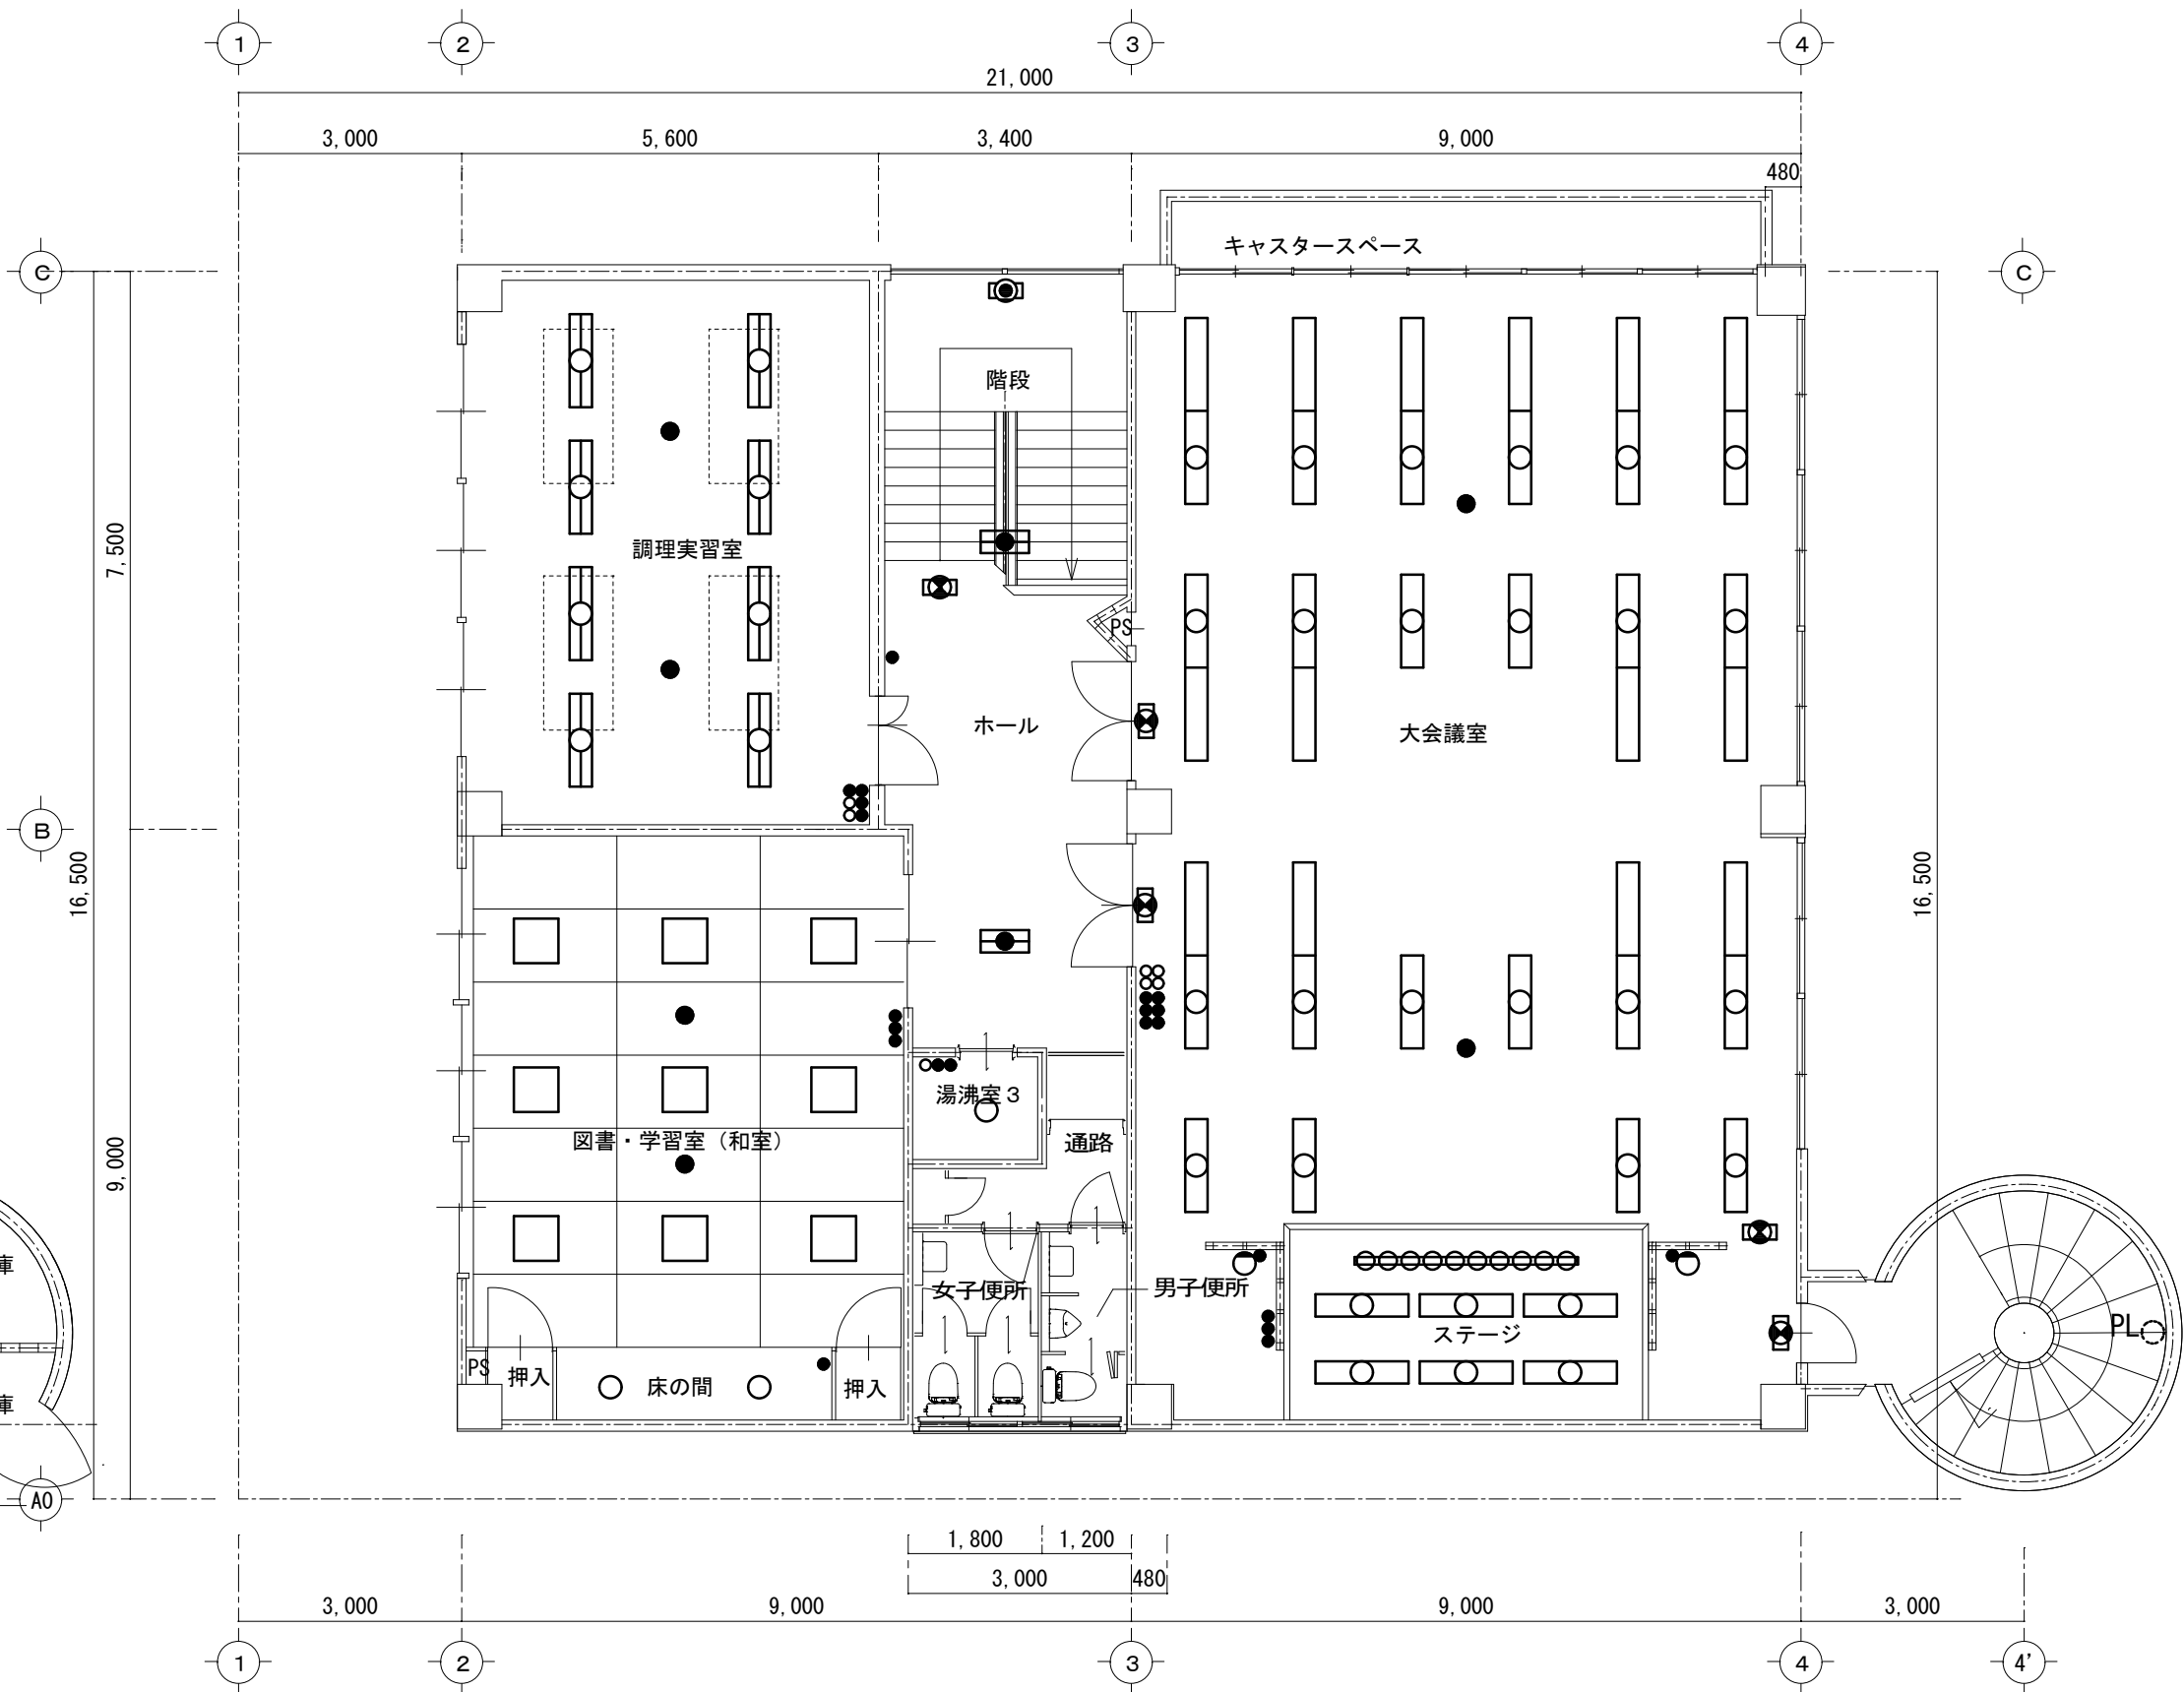 1
2
3
4
21,000
3,000
5,600
3,400
9,000
480
キャスタースペース
C
C
階段
7,500
調理実習室
PS
ホール
大会議室
B
16,500
16,500
湯沸室3
図書・学習室(和室)
通路
9,000
庫
女子便所
男子便所
PL
ステージ
PS
押入
床の間
押入
庫
A0
1,800
1,200
3,000
480
3,000
9,000
9,000
3,000
1
2
3
4
4'